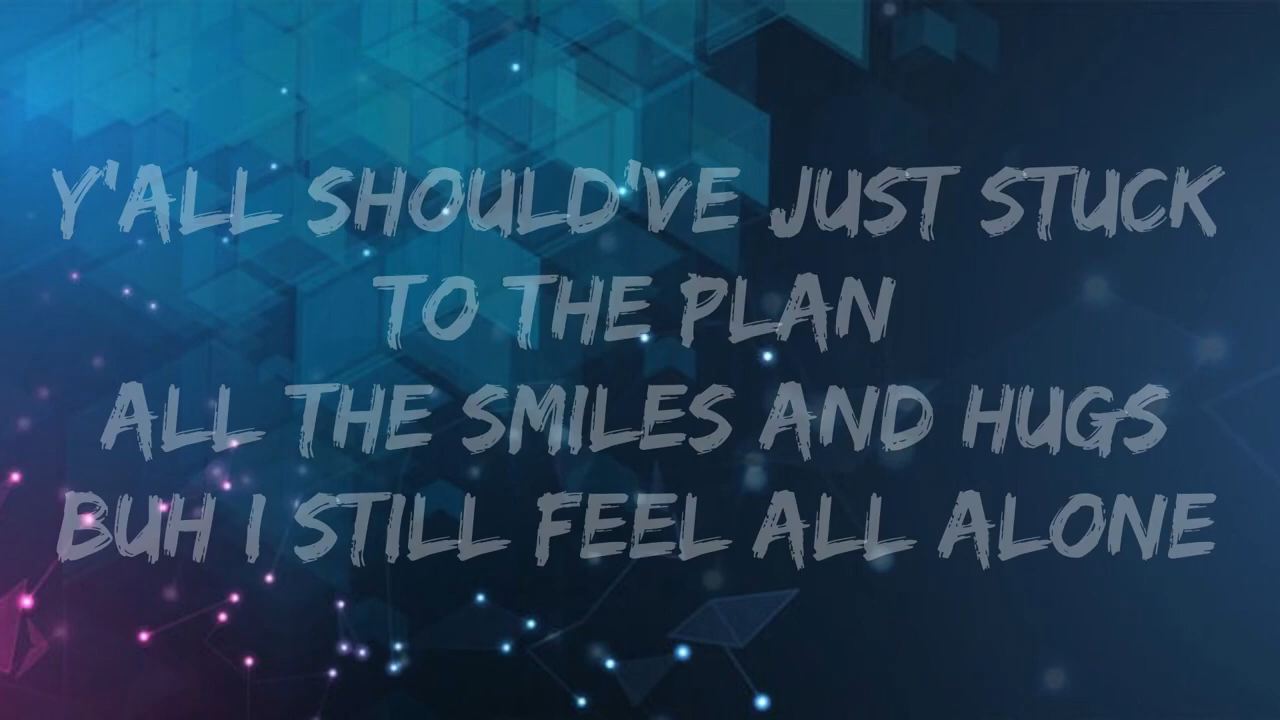 Y'ALL SHOULD'VE JUST STUCK
TO THE PLAN
ALL THE SMILES AND HUGS
BUH I STILL FEEL ALL ALONE